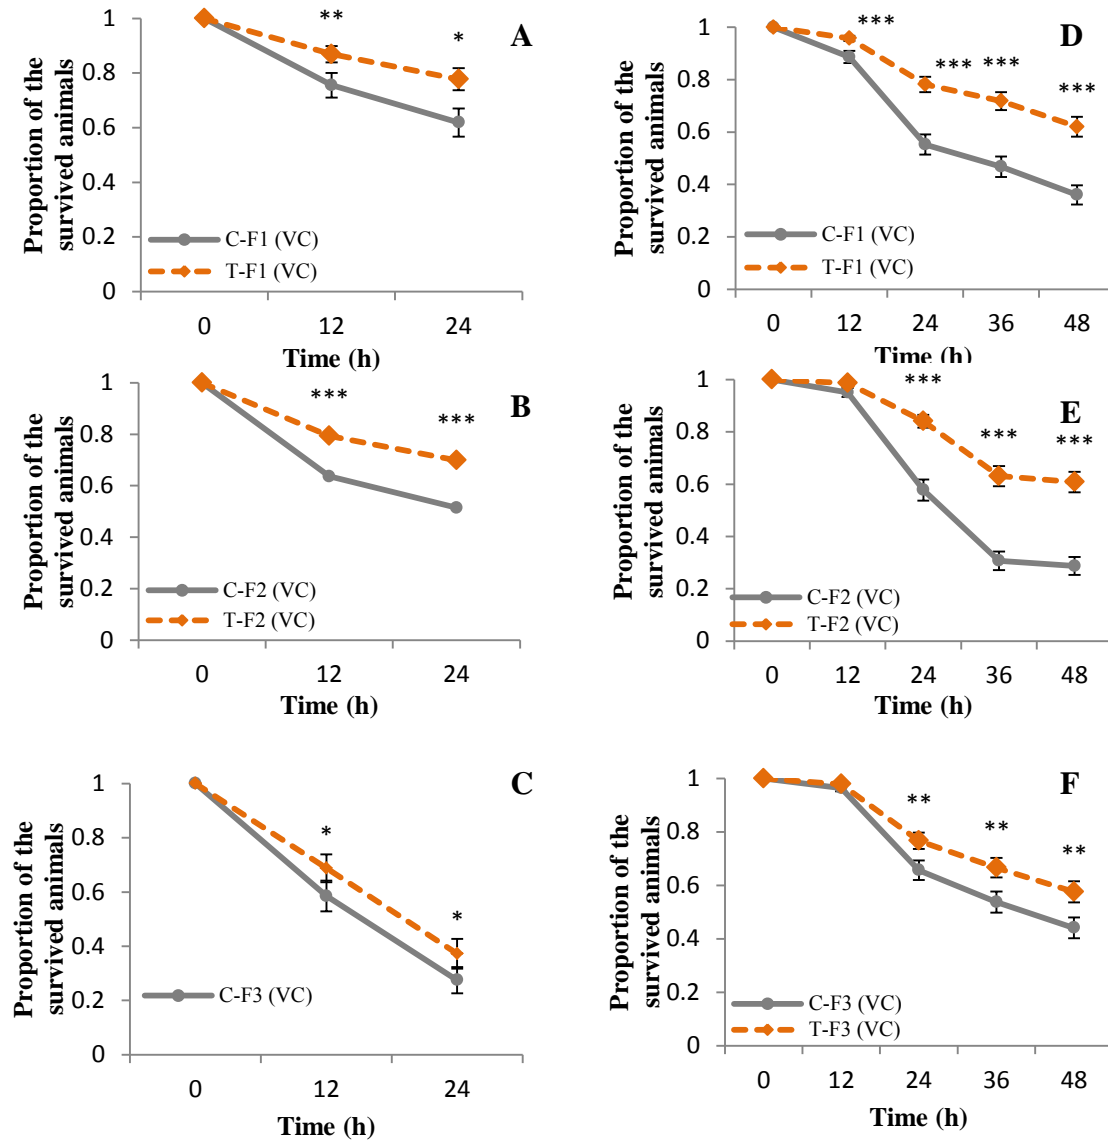 A
Proportion of the
survived animals
1
0.8
0.6
0.4
0.2
0
**
*
C-F1 (VC)
T-F1 (VC)
0 12 24
Time (h)
D
Proportion of the
survived animals
1
0.8
0.6
0.4
0.2
0
***
*** ***
***
C-F1 (VC)
T-F1 (VC)
0 12 24 36 48
Time (h)
B
Proportion of the
survived animals
1
0.8
0.6
0.4
0.2
0
***
***
C-F2 (VC)
T-F2 (VC)
0 12 24
Time (h)
E
Proportion of the
survived animals
1
0.8
0.6
0.4
0.2
0
***
***
***
C-F2 (VC)
T-F2 (VC)
0 12 24 36 48
Time (h)
C
Proportion of the
survived animals
1
0.8
0.6
0.4
0.2
0
*
*
C-F3 (VC)
0 12 24
Time (h)
F
Proportion of the
survived animals
1
0.8
0.6
0.4
0.2
0
**
**
**
C-F3 (VC)
T-F3 (VC)
0 12 24 36 48
Time (h)